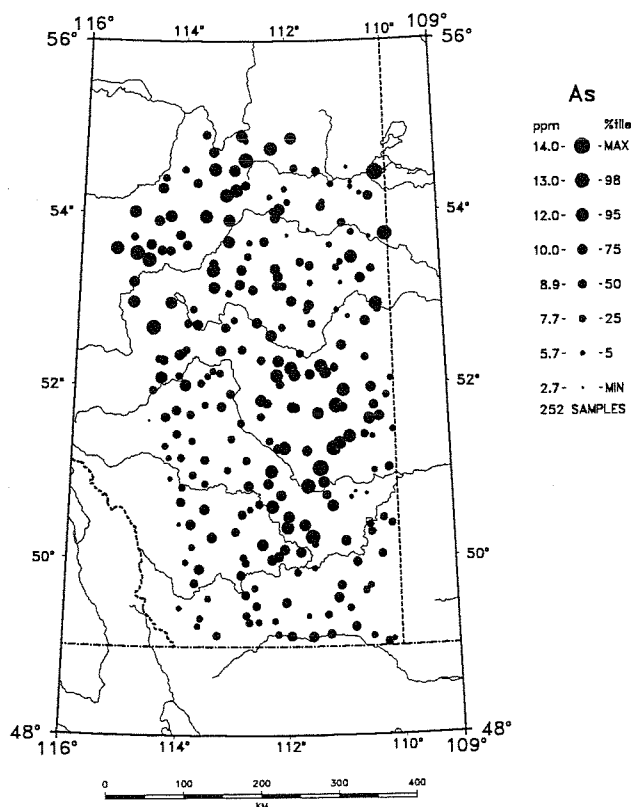 116° 114° 112° 110° 109°
56° 56°
As
ppm %tile
14.0- -MAX
13.0- -98
12.0- -95
10.0- -75
8.9- -50
7.7- -25
5.7- -5
2.7- -MIN
252 SAMPLES
54° 54°
52° 52°
50° 50°
48° 48°
116° 114° 112° 110° 109°
0 100 200 300 400
KM